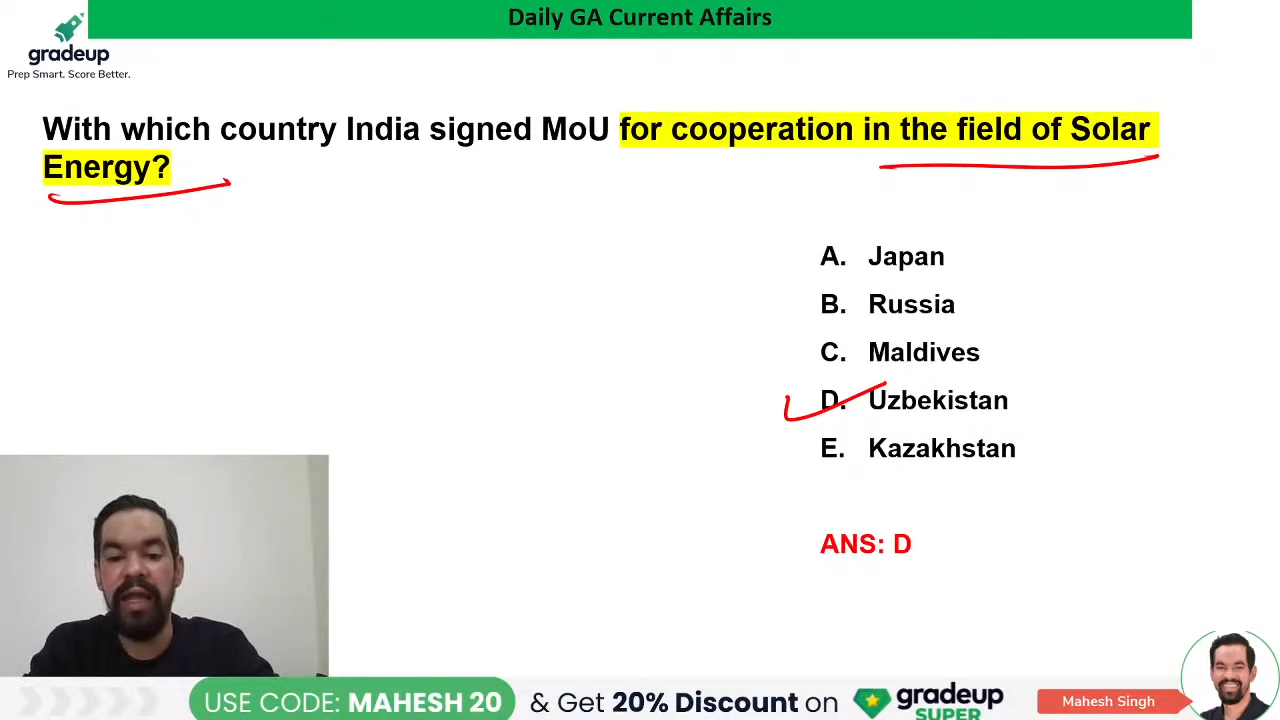 Daily GA Current Affairs
gradeup
Prep Smart. Score Better.
With which country India signed MoU for cooperation in the field of Solar
Energy?
A. Japan
B. Russia
C. Maldives
D. Uzbekistan
E. Kazakhstan
ANS: D
USE CODE: MAHESH 20 & Get 20% Discount on gradeup
SUPER
Mahesh Singh